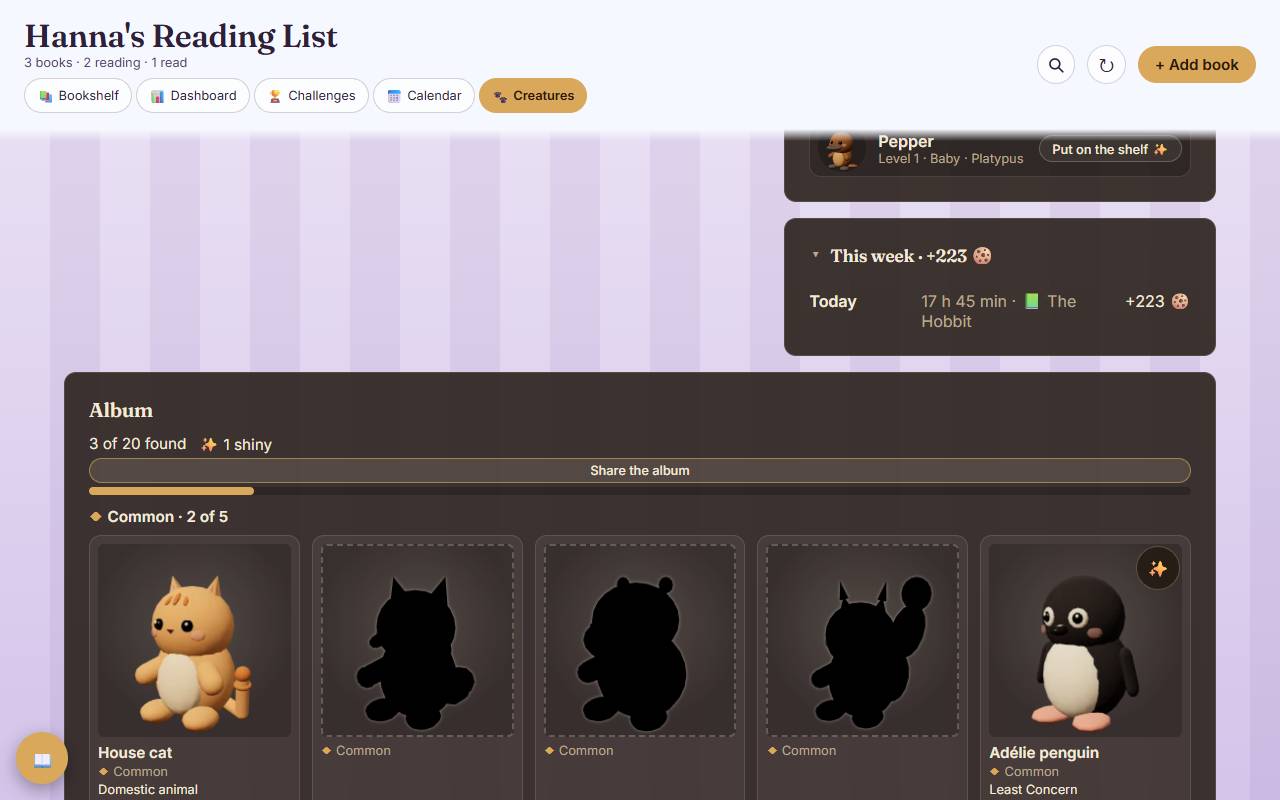 Hanna's Reading List
3 books · 2 reading · 1 read
Bookshelf
Dashboard
Challenges
Calendar
Creatures
+ Add book
Pepper
Level 1 · Baby · Platypus
Put on the shelf ✨
▼ This week · +223 🍪
Today
17 h 45 min · 📗 The
Hobbit
+223 🍪
Album
3 of 20 found ✨ 1 shiny
Share the album
Common · 2 of 5
House cat
Common
Domestic animal
Common
Common
Common
Adélie penguin
Common
Least Concern